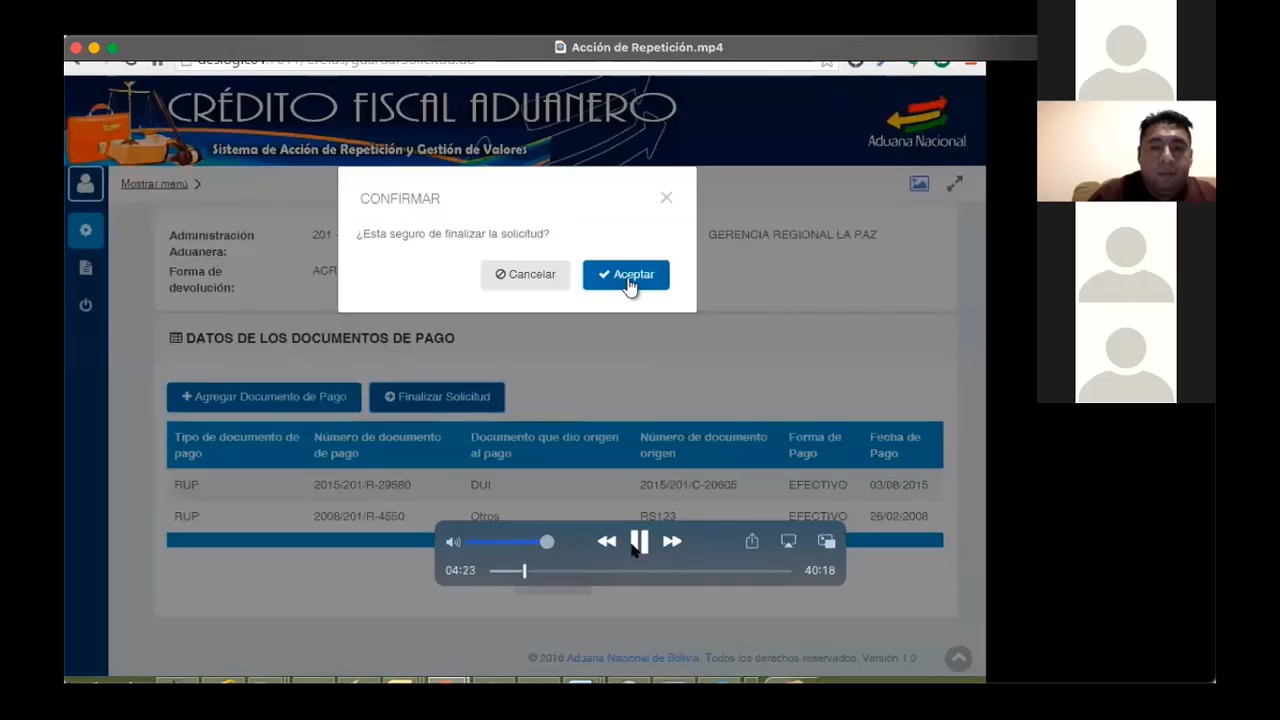 Acción de Repetición.mp4
CRÉDITO FISCAL ADUANERO
Sistema de Acción de Repetición y Gestión de Valores
Aduana Nacional
Mostrar menú
CONFIRMAR
¿Esta seguro de finalizar la solicitud?
Cancelar
Aceptar
Administración Aduanera:
201 -
GERENCIA REGIONAL LA PAZ
Forma de devolución:
DATOS DE LOS DOCUMENTOS DE PAGO
Agregar Documento de Pago
Finalizar Solicitud
Tipo de documento de pago
Número de documento de pago
Documento que dio origen al pago
Número de documento origen
Forma de Pago
Fecha de Pago
RUP 2015/201/R-29580 DUI 2015/201/C-20605 EFECTIVO 03/08/2015
RUP 2008/201/R-4550 Otros RS123 EFECTIVO 26/02/2008
04:23
40:18
© 2016 Aduana Nacional de Bolivia. Todos los derechos reservados. Versión 1.0